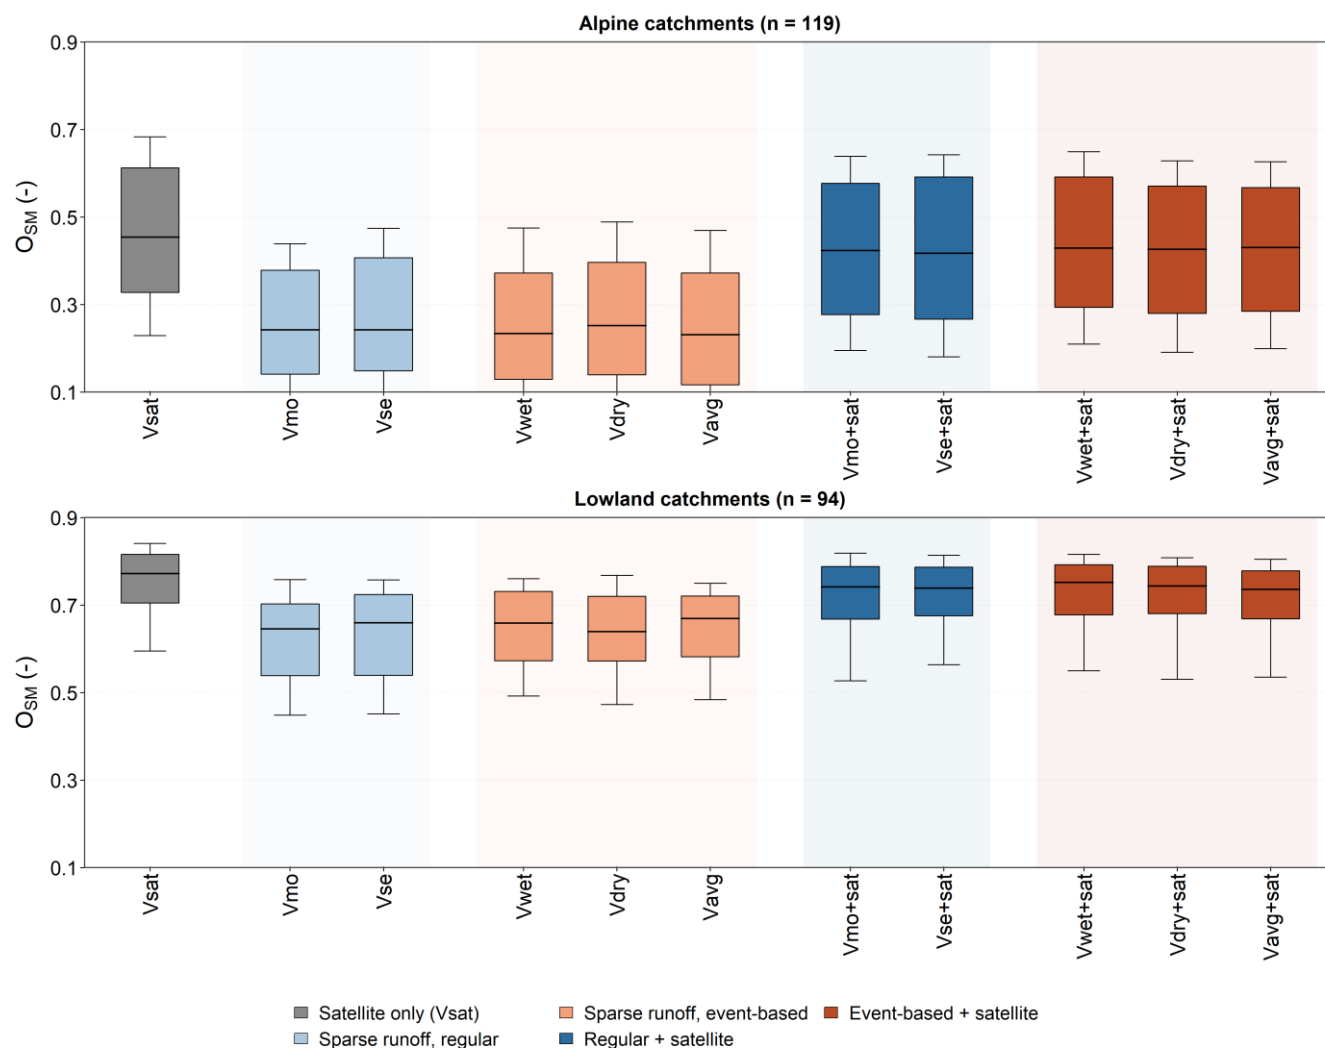 Alpine catchments (n = 119)
0.9
0.7
0.5
0.3
0.1
OSM (-)
Vsat
Vmo
Vse
Vwet
Vdry
Vavg
Vmo+sat
Vse+sat
Vwet+sat
Vdry+sat
Vavg+sat
Lowland catchments (n = 94)
0.9
0.7
0.5
0.3
0.1
OSM (-)
Vsat
Vmo
Vse
Vwet
Vdry
Vavg
Vmo+sat
Vse+sat
Vwet+sat
Vdry+sat
Vavg+sat
Satellite only (Vsat)
Sparse runoff, regular
Sparse runoff, event-based
Regular + satellite
Event-based + satellite